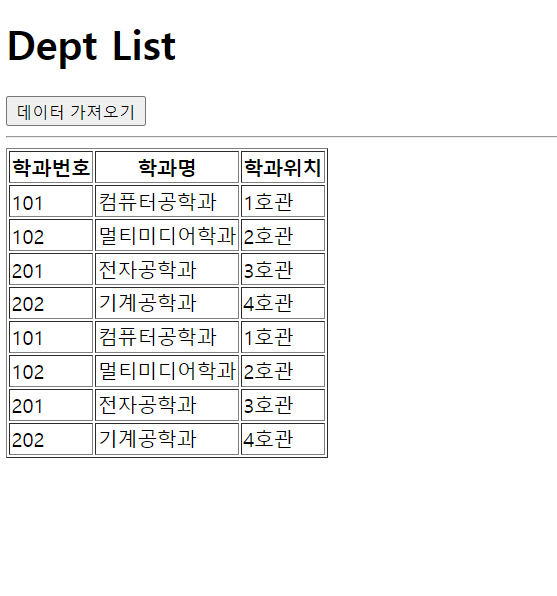 Dept List
데이터 가져오기
학과번호 학과명 학과위치
101 컴퓨터공학과 1호관
102 멀티미디어학과 2호관
201 전자공학과 3호관
202 기계공학과 4호관
101 컴퓨터공학과 1호관
102 멀티미디어학과 2호관
201 전자공학과 3호관
202 기계공학과 4호관